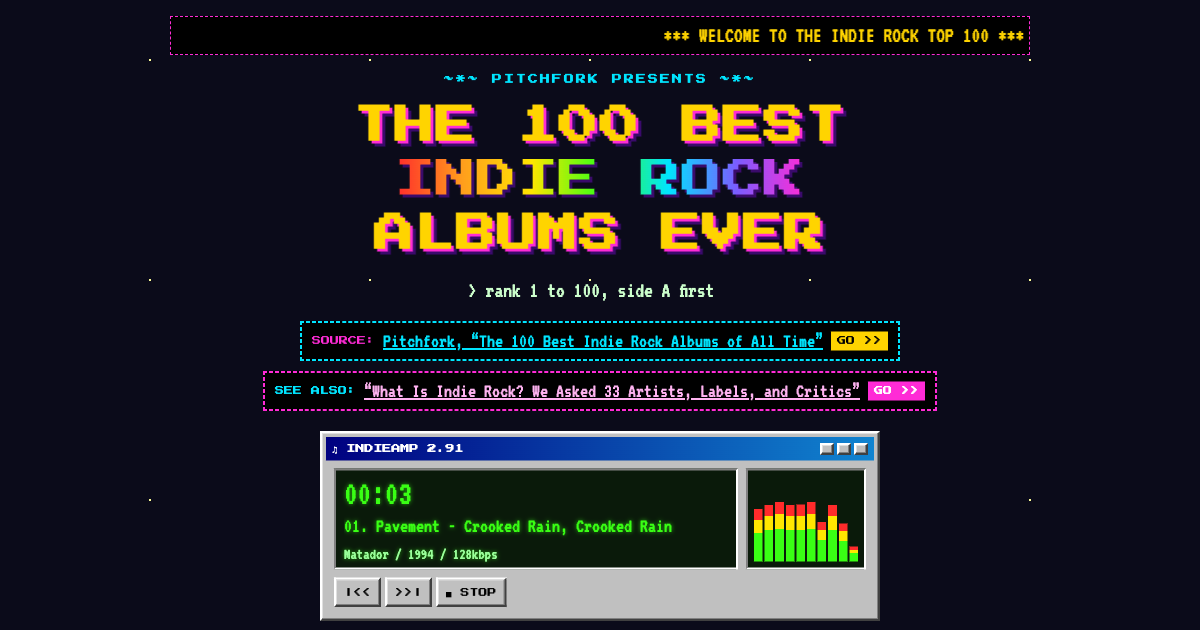 *** WELCOME TO THE INDIE ROCK TOP 100 ***
~*~ PITCHFORK PRESENTS ~*~
THE 100 BEST
INDIE ROCK
ALBUMS EVER
> rank 1 to 100, side A first
SOURCE: Pitchfork, “The 100 Best Indie Rock Albums of All Time” GO >>
SEE ALSO: “What Is Indie Rock? We Asked 33 Artists, Labels, and Critics” GO >>
♫ INDIEAMP 2.91
00:03
01. Pavement - Crooked Rain, Crooked Rain
Matador / 1994 / 128kbps
|<< >>| ■ STOP